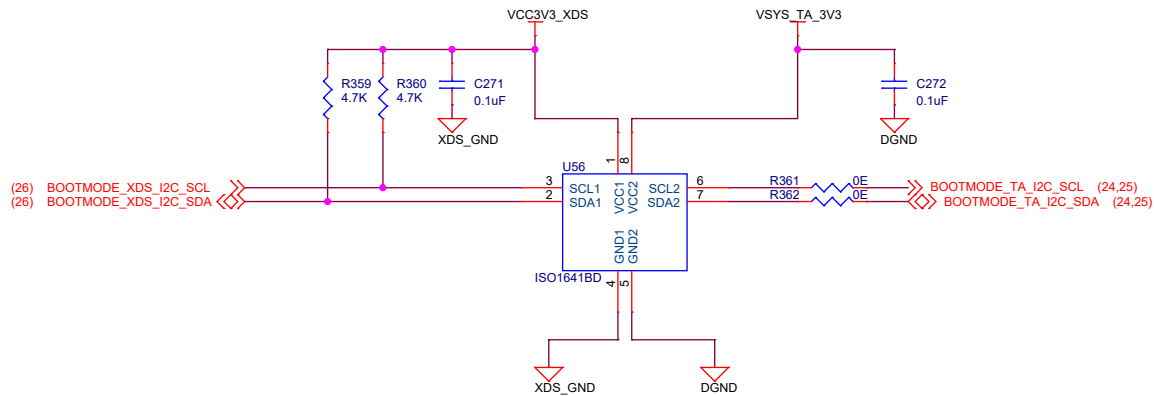 VCC3V3_XDS
VSYS_TA_3V3
R359
4.7K
R360
4.7K
C271
0.1uF
C272
0.1uF
XDS_GND
DGND
U56
1
8
(26) BOOTMODE_XDS_I2C_SCL
3
SCL1
VCC1
VCC2
SCL2
6
R361
0E
BOOTMODE_TA_I2C_SCL (24,25)
(26) BOOTMODE_XDS_I2C_SDA
2
SDA1
SDA2
7
R362
0E
BOOTMODE_TA_I2C_SDA (24,25)
GND1
GND2
ISO1641BD
4
5
XDS_GND
DGND